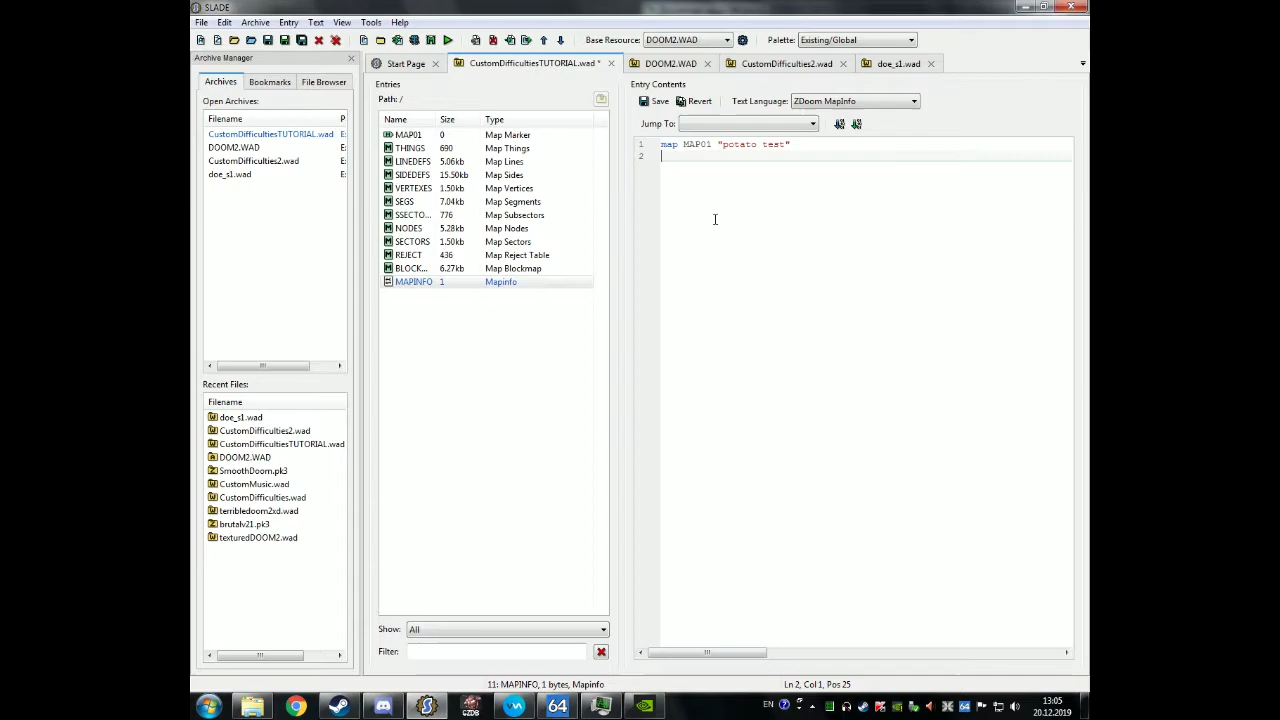 SLADE
File Edit Archive Entry Text View Tools Help
Base Resource: DOOM2.WAD Palette: Existing/Global
Archive Manager
Start Page CustomDifficultiesTUTORIAL.wad * DOOM2.WAD CustomDifficulties2.wad doe_s1.wad
Archives Bookmarks File Browser
Open Archives:
Filename P
CustomDifficultiesTUTORIAL.wad E:
DOOM2.WAD E:
CustomDifficulties2.wad E:
doe_s1.wad E:
Recent Files:
Filename
doe_s1.wad
CustomDifficulties2.wad
CustomDifficultiesTUTORIAL.wad
DOOM2.WAD
SmoothDoom.pk3
CustomMusic.wad
CustomDifficulties.wad
terribledoom2xd.wad
brutalv21.pk3
texturedDOOM2.wad
Entries
Path: /
Name Size Type
MAP01 0 Map Marker
THINGS 690 Map Things
LINEDEFS 5.06kb Map Lines
SIDEDEFS 15.50kb Map Sides
VERTEXES 1.50kb Map Vertices
SEGS 7.04kb Map Segments
SSECTO... 776 Map Subsectors
NODES 5.28kb Map Nodes
SECTORS 1.50kb Map Sectors
REJECT 436 Map Reject Table
BLOCK... 6.27kb Map Blockmap
MAPINFO 1 Mapinfo
Show: All
Filter:
Entry Contents
Save Revert Text Language: ZDoom MapInfo
Jump To:
1 map MAP01 "potato test"
2
11: MAPINFO, 1 bytes, Mapinfo Ln 2, Col 1, Pos 25
GZDB 64 EN 64 13:05
20.12.2019